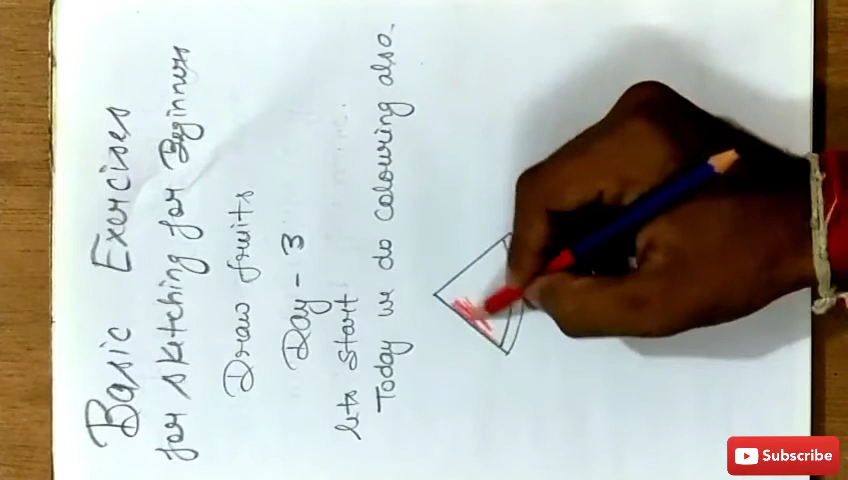 Basic Exercises
for sketching for Beginners
Draw fruits
Day - 3
lets start
Today we do colouring also.
Subscribe